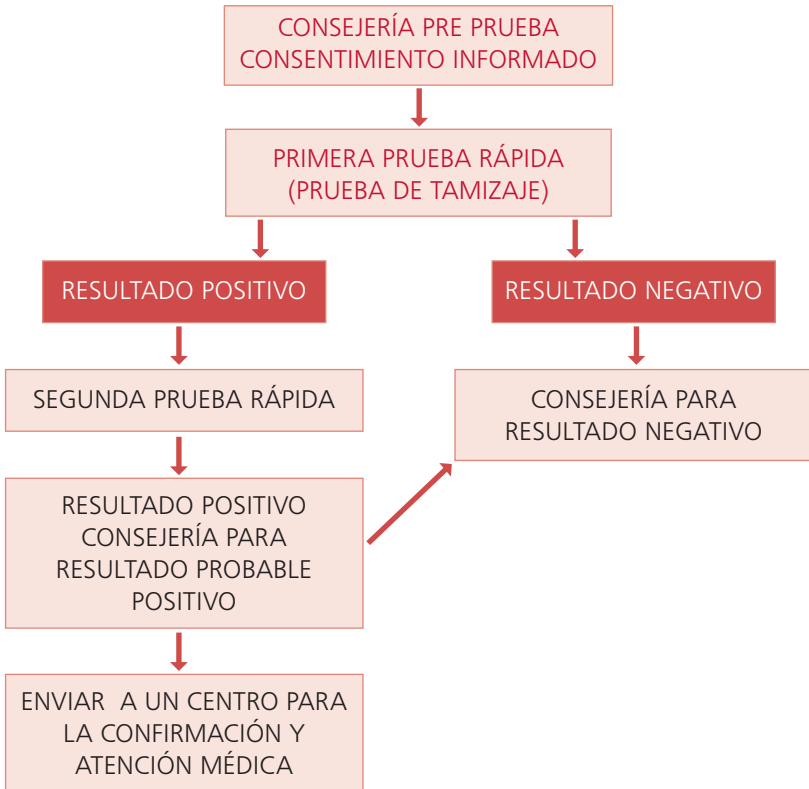 CONSEJERÍA PRE PRUEBA
CONSENTIMIENTO INFORMADO
PRIMERA PRUEBA RÁPIDA
(PRUEBA DE TAMIZAJE)
RESULTADO POSITIVO
RESULTADO NEGATIVO
SEGUNDA PRUEBA RÁPIDA
CONSEJERÍA PARA
RESULTADO NEGATIVO
RESULTADO POSITIVO
CONSEJERÍA PARA
RESULTADO PROBABLE
POSITIVO
ENVIAR A UN CENTRO PARA
LA CONFIRMACIÓN Y
ATENCIÓN MÉDICA